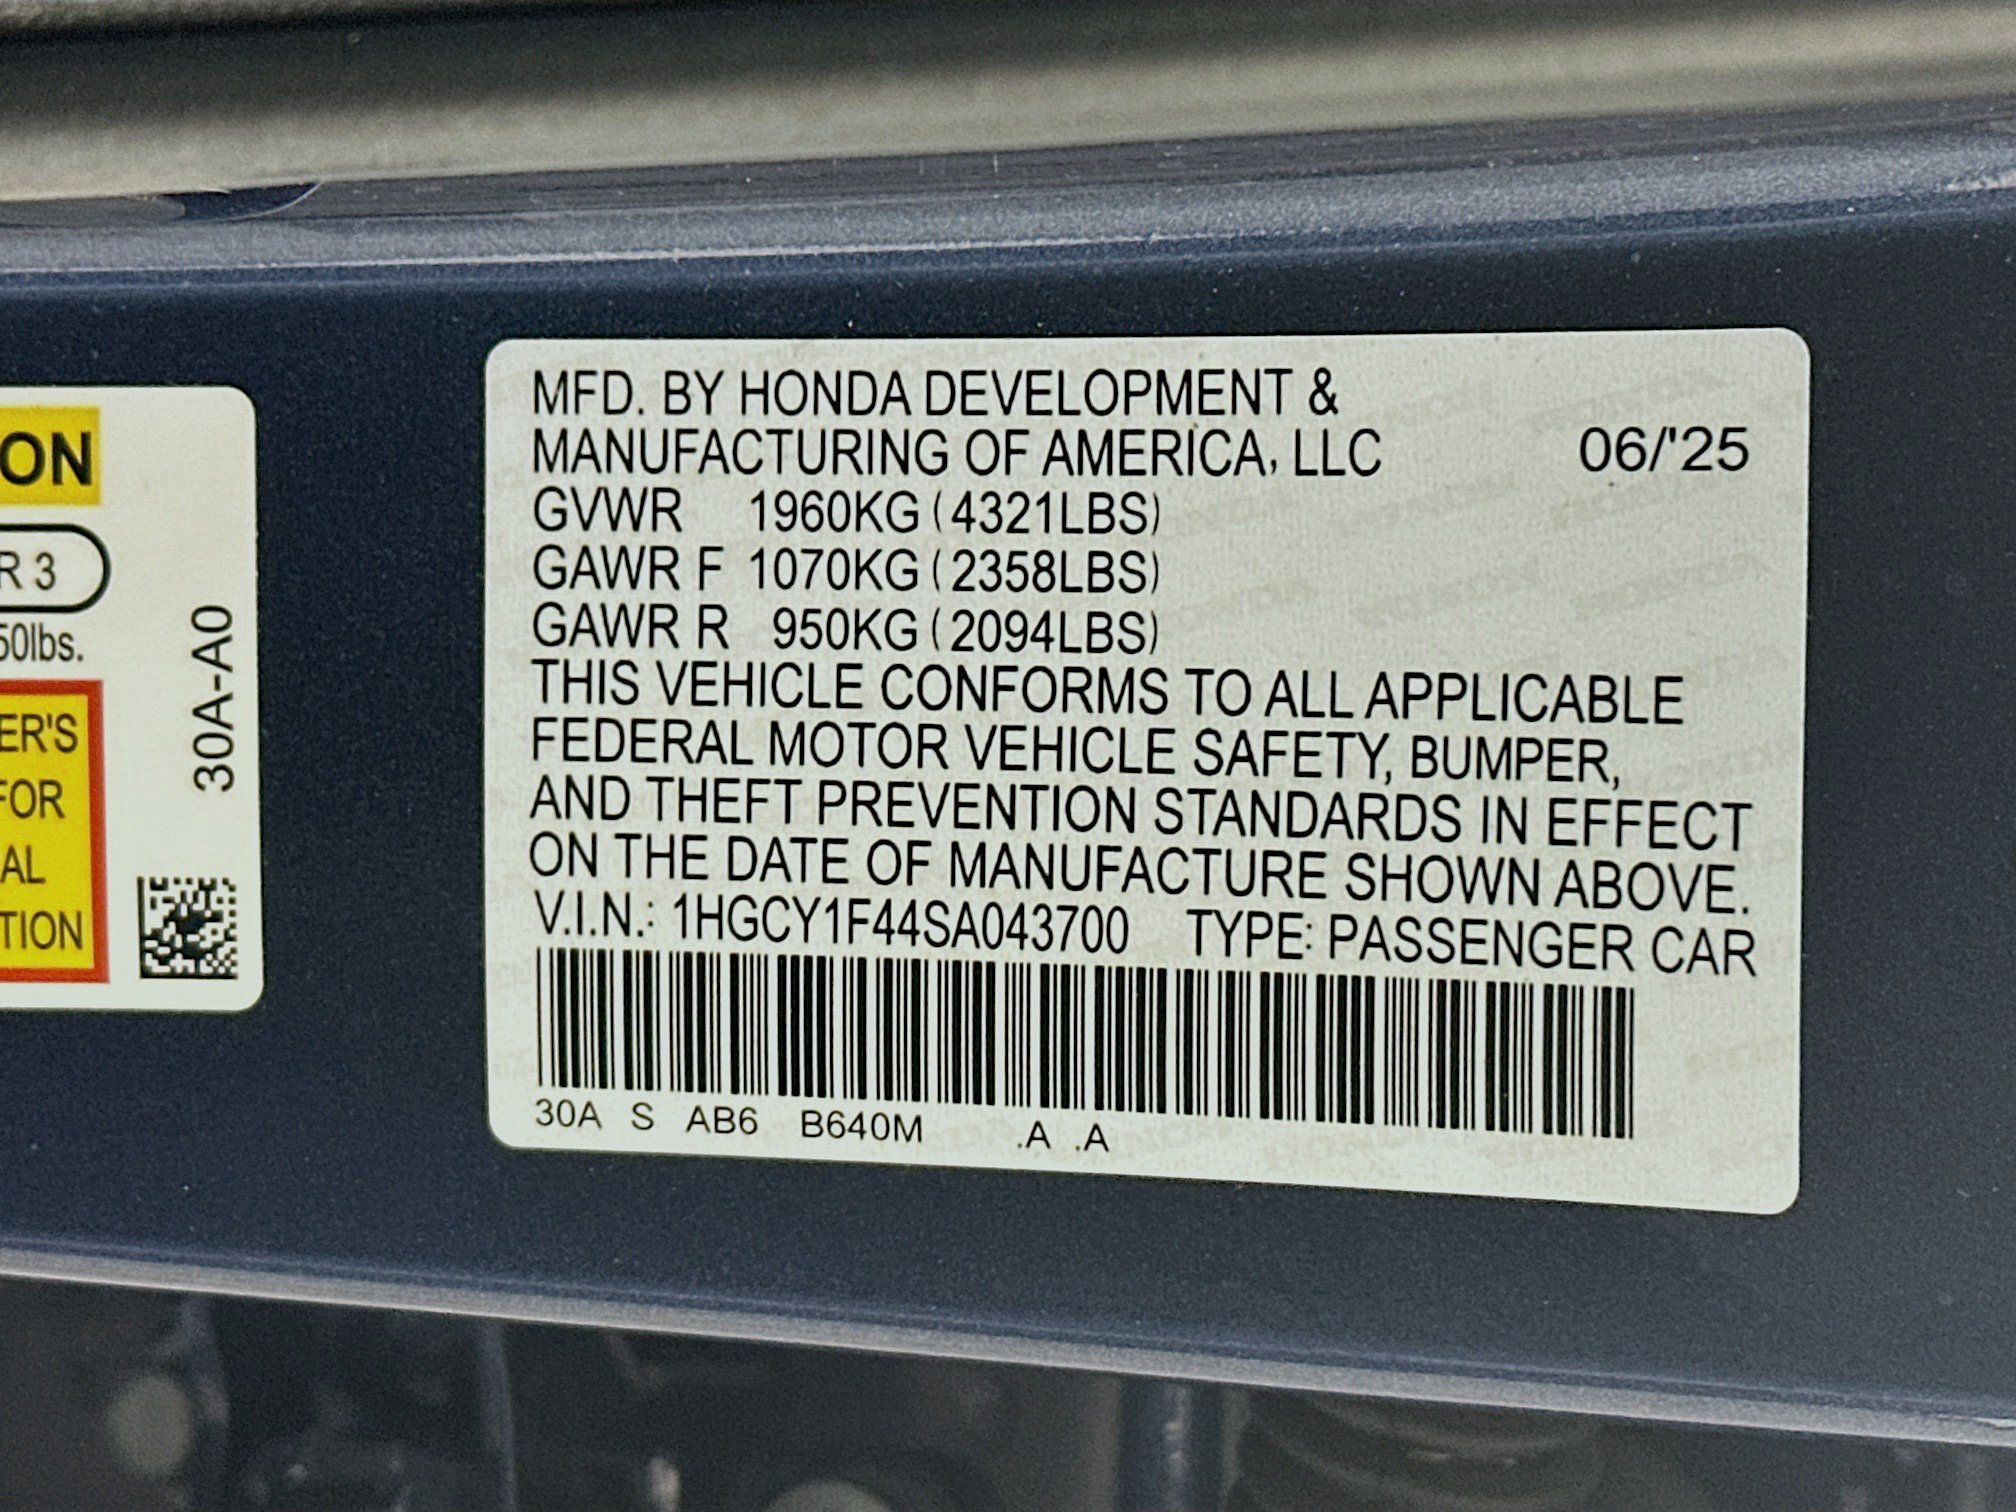 ON
R 3
50lbs.
ER'S
FOR
AL
TION
30A-A0
MFD. BY HONDA DEVELOPMENT &
MANUFACTURING OF AMERICA, LLC 06/'25
GVWR 1960KG (4321LBS)
GAWR F 1070KG (2358LBS)
GAWR R 950KG (2094LBS)
THIS VEHICLE CONFORMS TO ALL APPLICABLE
FEDERAL MOTOR VEHICLE SAFETY, BUMPER,
AND THEFT PREVENTION STANDARDS IN EFFECT
ON THE DATE OF MANUFACTURE SHOWN ABOVE.
V.I.N.: 1HGCY1F44SA043700 TYPE: PASSENGER CAR
30A S AB6 B640M .A .A